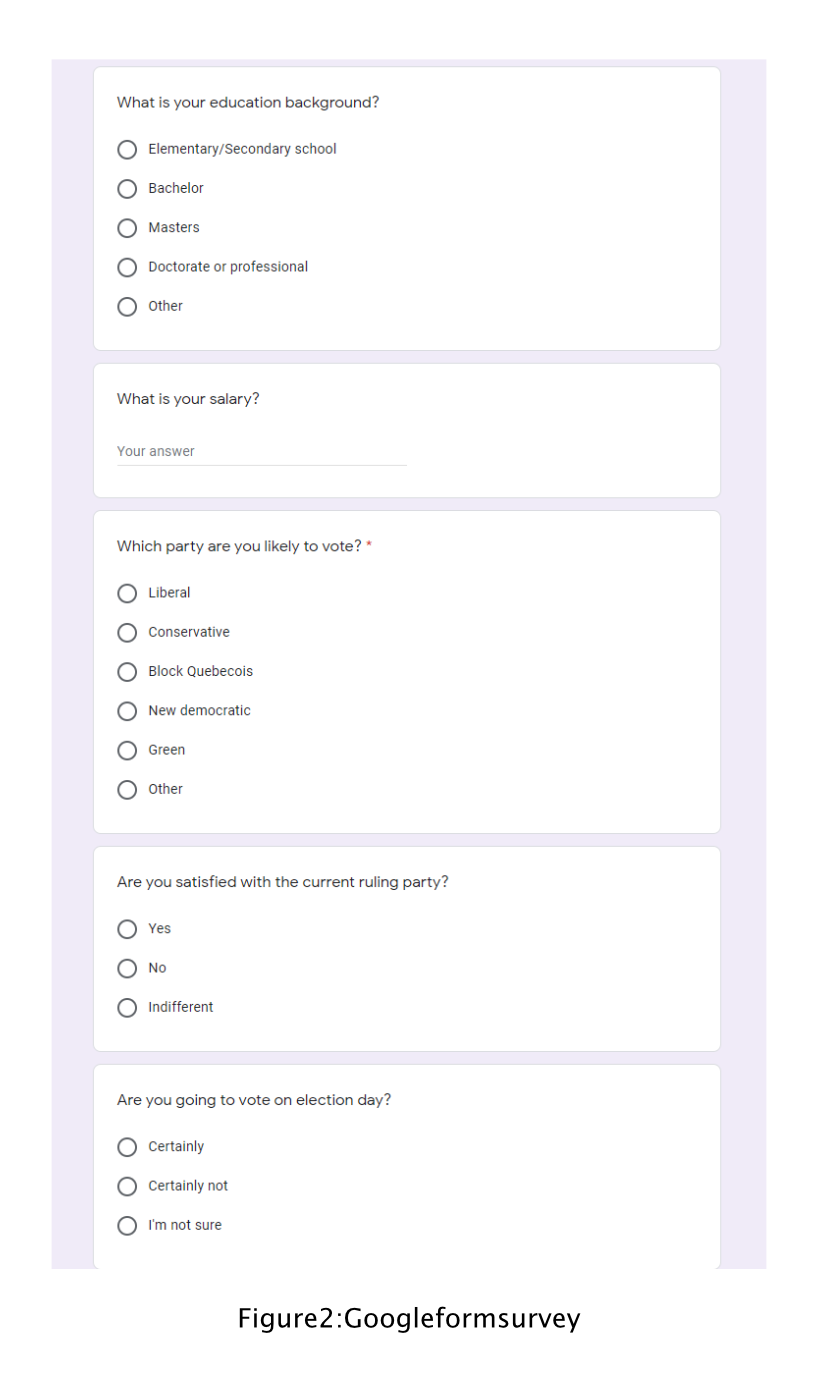 What is your education background?
Elementary/Secondary school
Bachelor
Masters
Doctorate or professional
Other
What is your salary?
Your answer
Which party are you likely to vote? *
Liberal
Conservative
Block Quebecois
New democratic
Green
Other
Are you satisfied with the current ruling party?
Yes
No
Indifferent
Are you going to vote on election day?
Certainly
Certainly not
I'm not sure
Figure2:Googleformsurvey